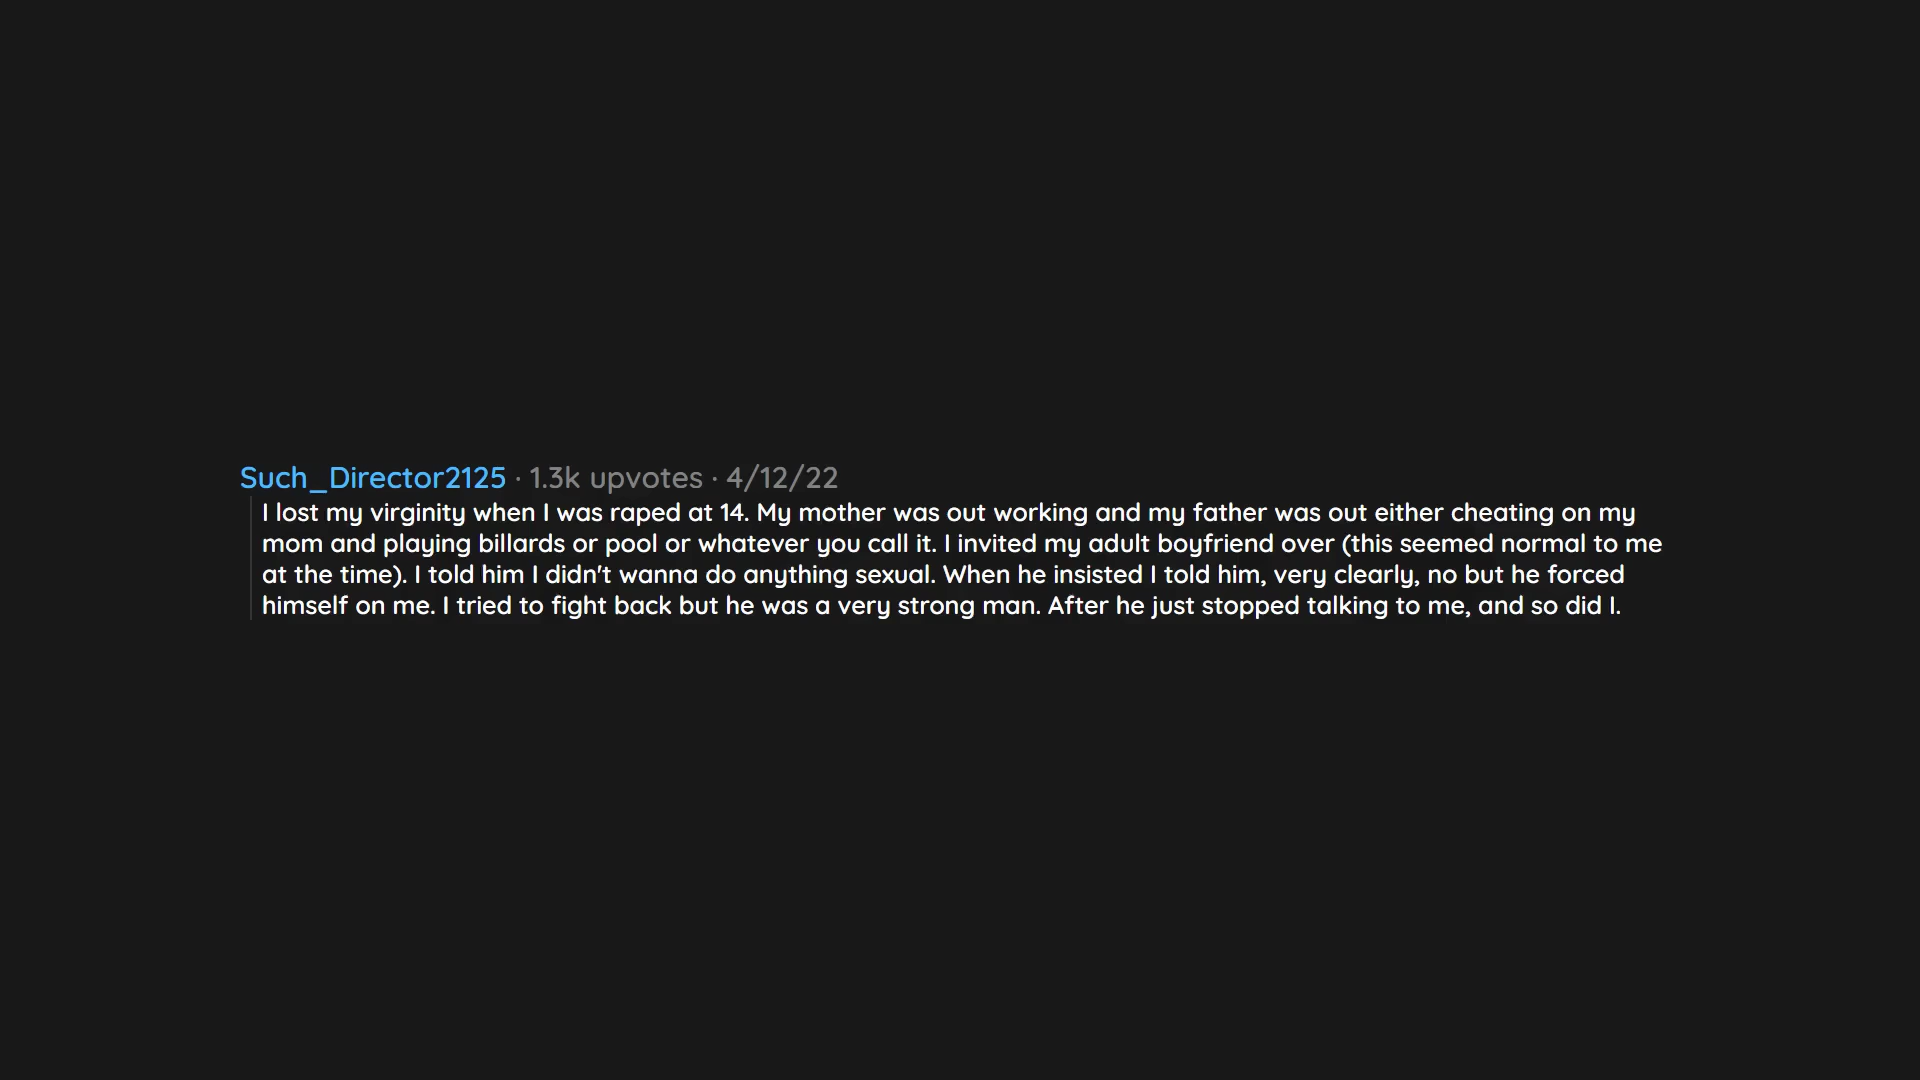 Such_Director2125 · 1.3k upvotes · 4/12/22
I lost my virginity when I was raped at 14. My mother was out working and my father was out either cheating on my
mom and playing billards or pool or whatever you call it. I invited my adult boyfriend over (this seemed normal to me
at the time). I told him I didn't wanna do anything sexual. When he insisted I told him, very clearly, no but he forced
himself on me. I tried to fight back but he was a very strong man. After he just stopped talking to me, and so did I.